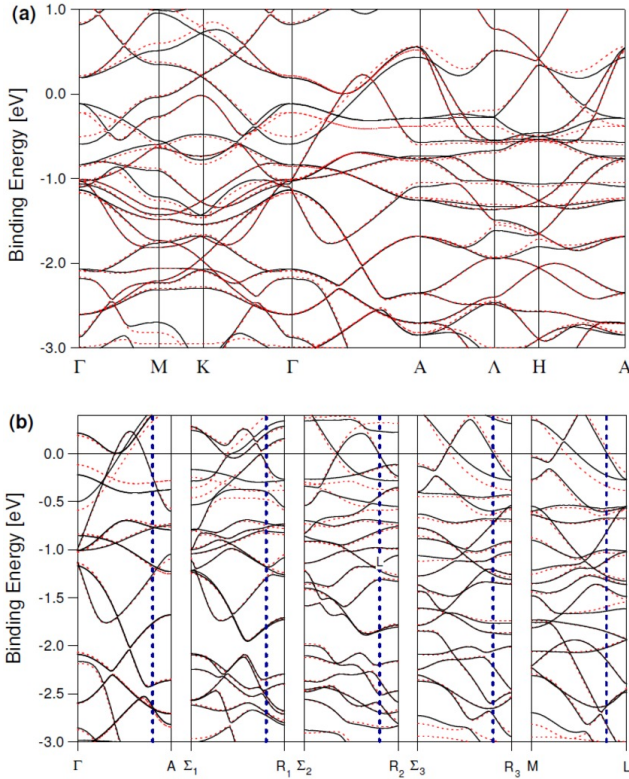 (a)
1.0
0.0
-1.0
-2.0
-3.0
Binding Energy [eV]
Γ M K Γ A Λ H A
(b)
0.0
-0.5
-1.0
-1.5
-2.0
-2.5
-3.0
Binding Energy [eV]
L
Γ A Σ1 R1 Σ2 R2 Σ3 R3 M L